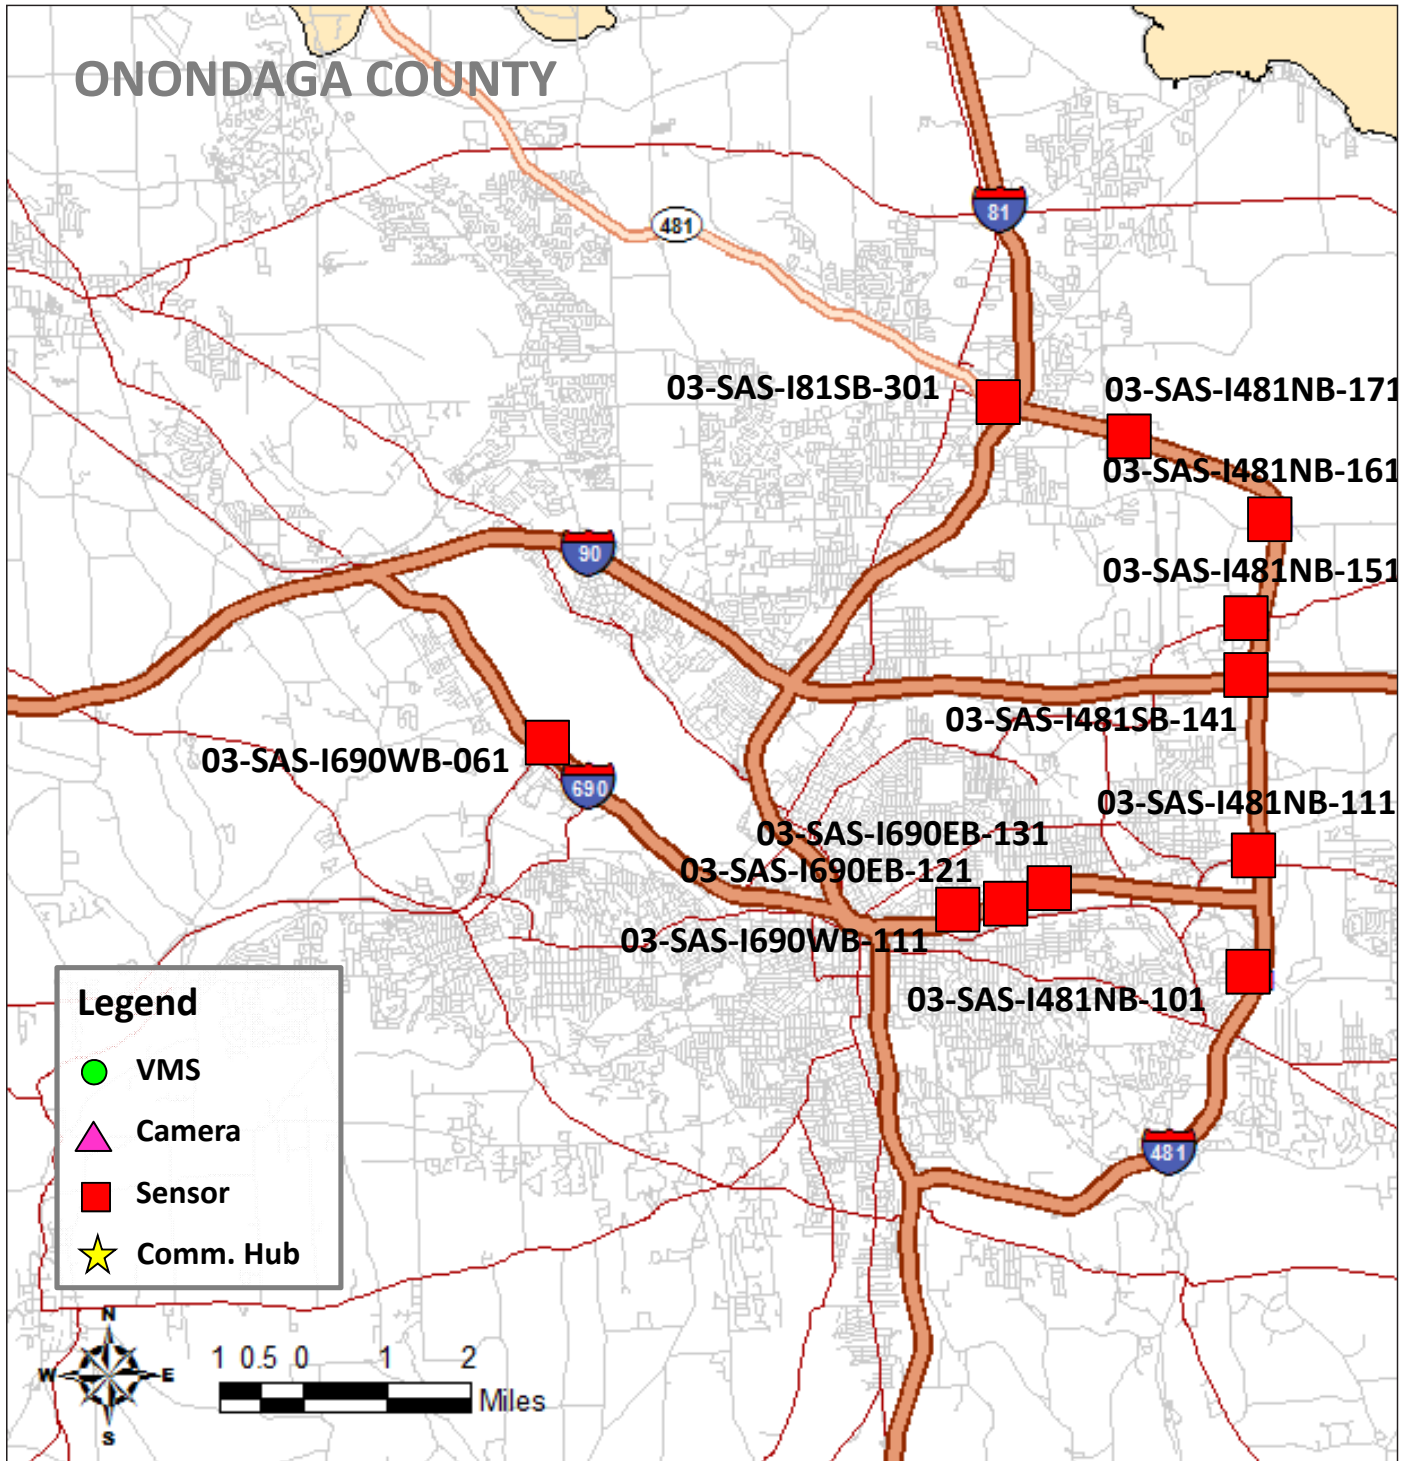 ONONDAGA COUNTY
81
481
03-SAS-I81SB-301
03-SAS-I481NB-171
03-SAS-I481NB-161
90
03-SAS-I481NB-151
03-SAS-I481SB-141
03-SAS-I690WB-061
690
03-SAS-I481NB-111
03-SAS-I690EB-131
03-SAS-I690EB-121
03-SAS-I690WB-111
03-SAS-I481NB-101
Legend
VMS
Camera
Sensor
Comm. Hub
481
N
W E
S
1 0.5 0 1 2
Miles